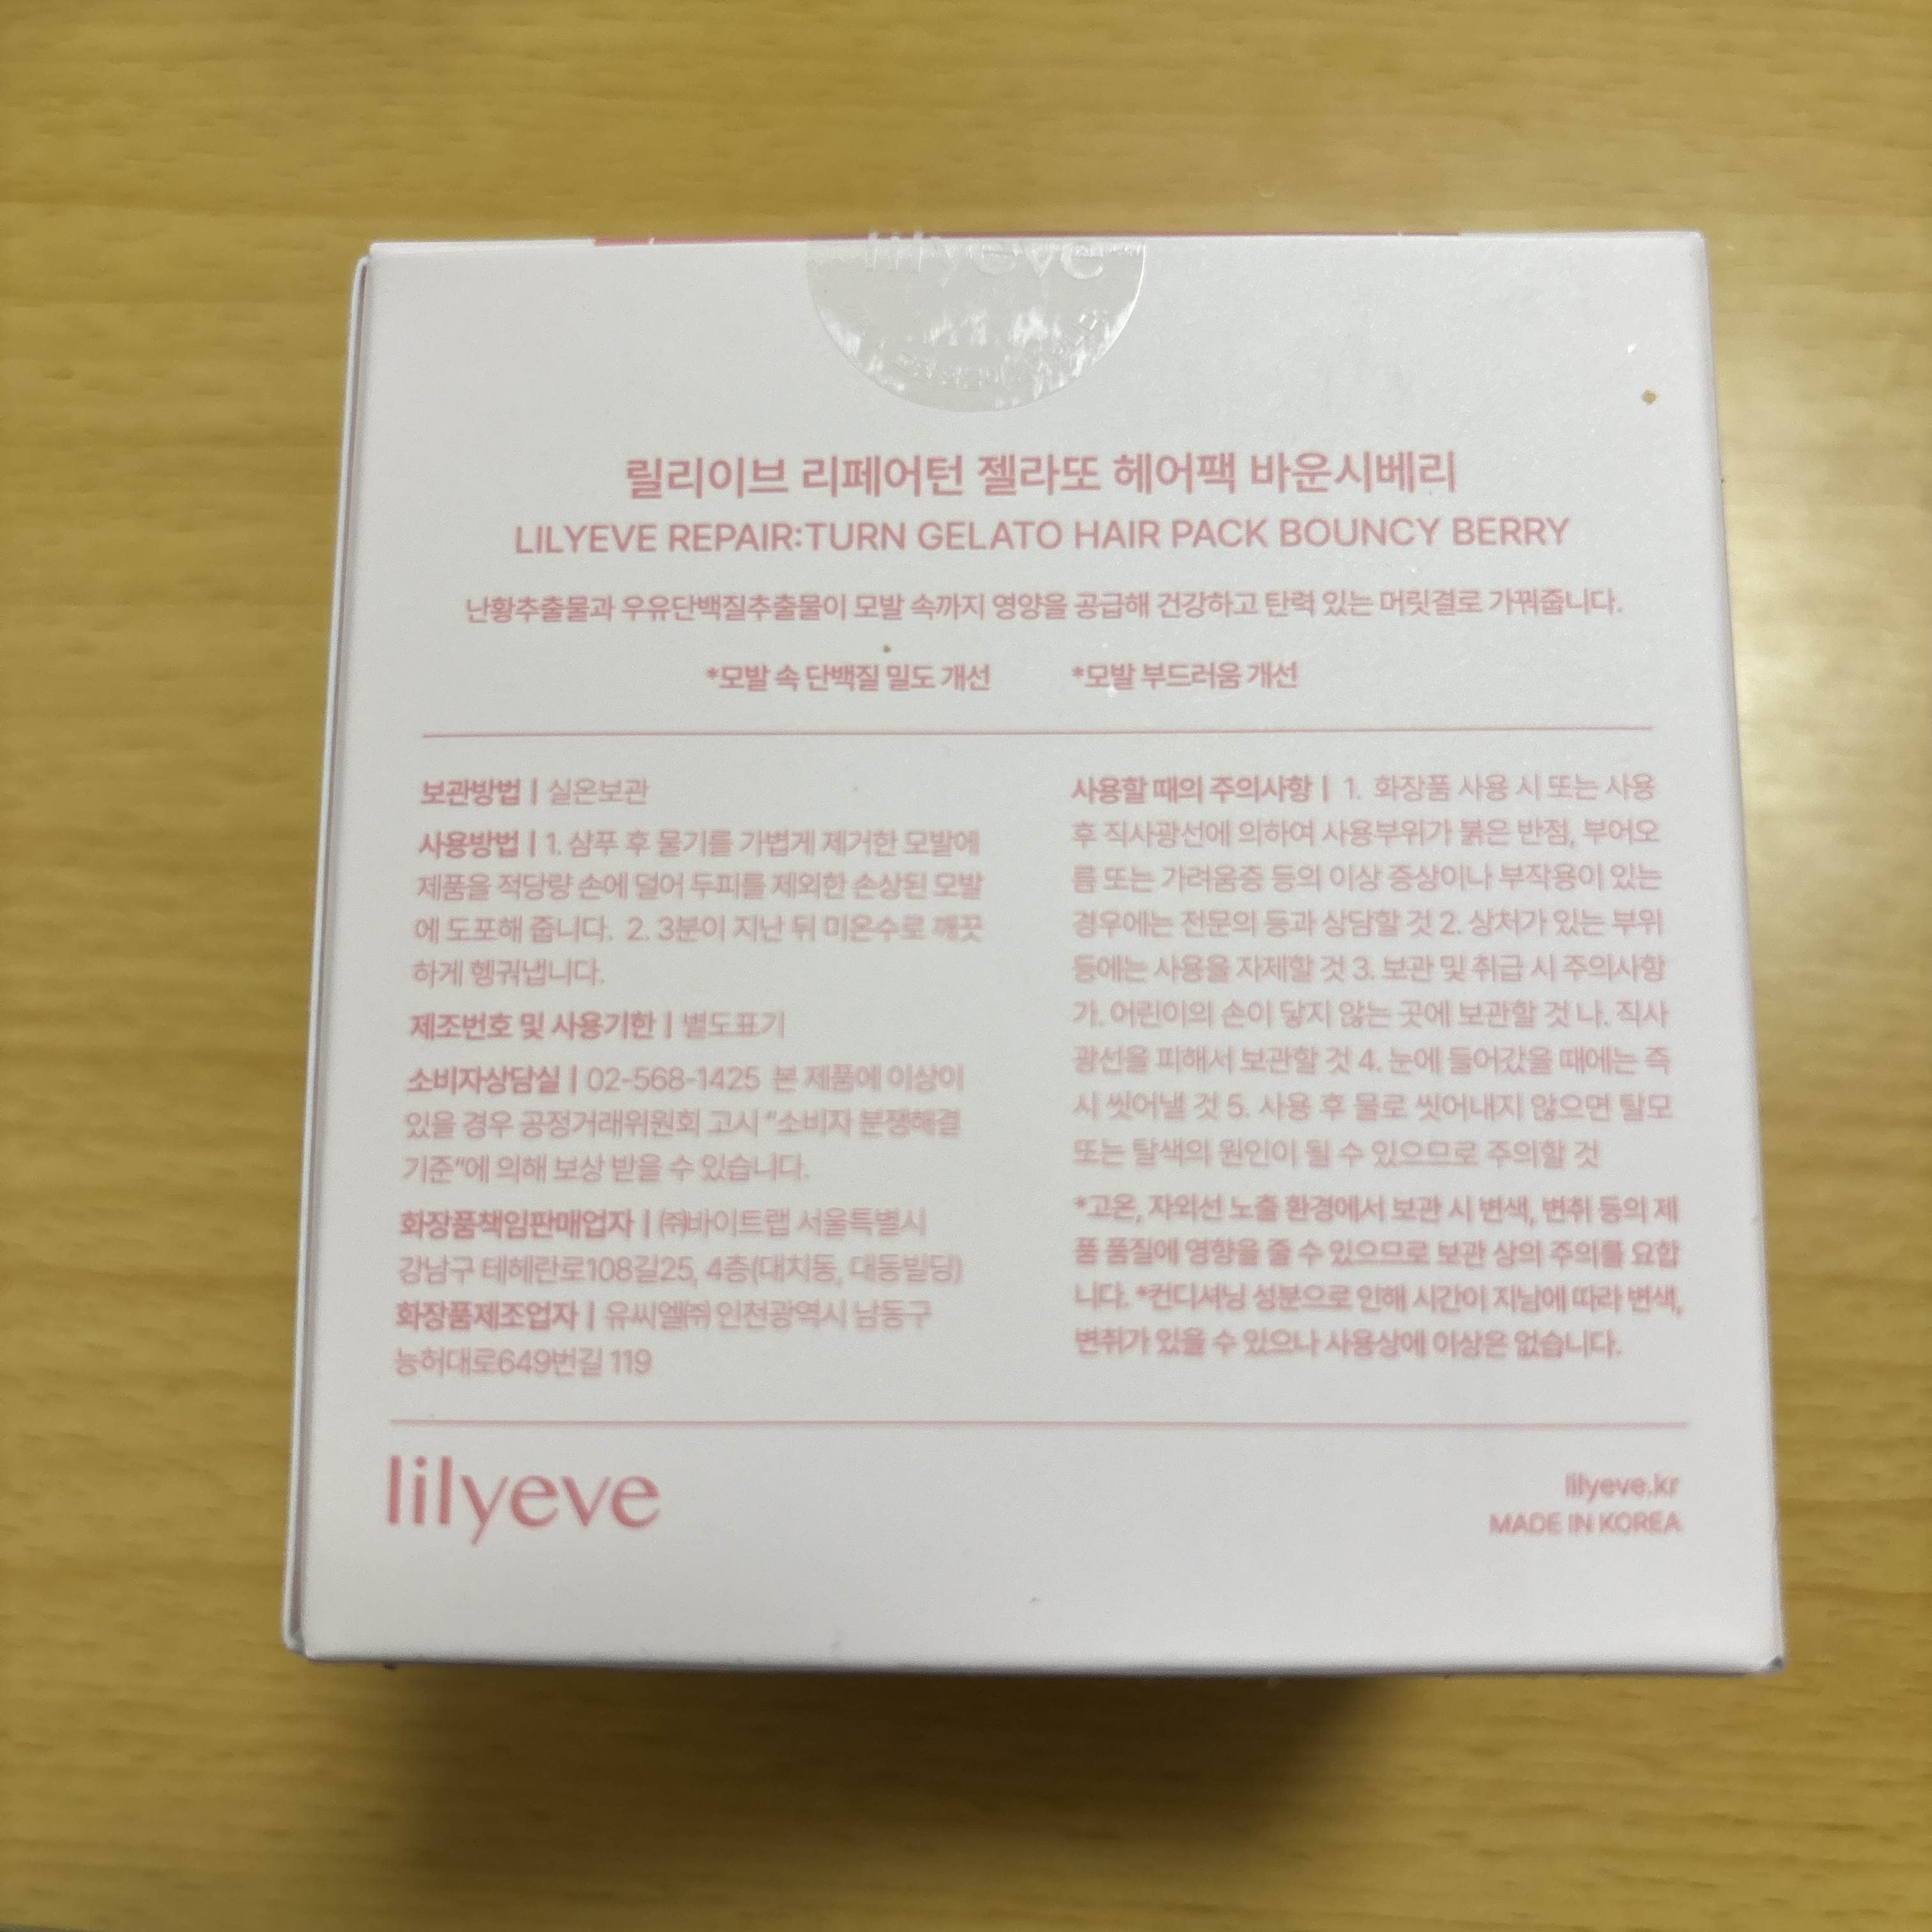 lilyeve
릴리이브 리페어턴 젤라또 헤어팩 바운시베리
LILYEVE REPAIR:TURN GELATO HAIR PACK BOUNCY BERRY
난황추출물과 우유단백질추출물이 모발 속까지 영양을 공급해 건강하고 탄력 있는 머릿결로 가꿔줍니다.
*모발 속 단백질 밀도 개선 *모발 부드러움 개선
보관방법 | 실온보관
사용방법 | 1. 샴푸 후 물기를 가볍게 제거한 모발에
제품을 적당량 손에 덜어 두피를 제외한 손상된 모발
에 도포해 줍니다. 2. 3분이 지난 뒤 미온수로 깨끗
하게 헹궈냅니다.
제조번호 및 사용기한 | 별도표기
소비자상담실 | 02-568-1425 본 제품에 이상이
있을 경우 공정거래위원회 고시 "소비자 분쟁해결
기준"에 의해 보상 받을 수 있습니다.
화장품책임판매업자 | ㈜바이트랩 서울특별시
강남구 테헤란로108길25, 4층(대치동, 대동빌딩)
화장품제조업자 | 유씨엘㈜ 인천광역시 남동구
능허대로649번길 119
사용할 때의 주의사항 | 1. 화장품 사용 시 또는 사용
후 직사광선에 의하여 사용부위가 붉은 반점, 부어오
름 또는 가려움증 등의 이상 증상이나 부작용이 있는
경우에는 전문의 등과 상담할 것 2. 상처가 있는 부위
등에는 사용을 자제할 것 3. 보관 및 취급 시 주의사항
가. 어린이의 손이 닿지 않는 곳에 보관할 것 나. 직사
광선을 피해서 보관할 것 4. 눈에 들어갔을 때에는 즉
시 씻어낼 것 5. 사용 후 물로 씻어내지 않으면 탈모
또는 탈색의 원인이 될 수 있으므로 주의할 것
*고온, 자외선 노출 환경에서 보관 시 변색, 변취 등의 제
품 품질에 영향을 줄 수 있으므로 보관 상의 주의를 요합
니다. *컨디셔닝 성분으로 인해 시간이 지남에 따라 변색,
변취가 있을 수 있으나 사용상에 이상은 없습니다.
lilyeve
lilyeve.kr
MADE IN KOREA